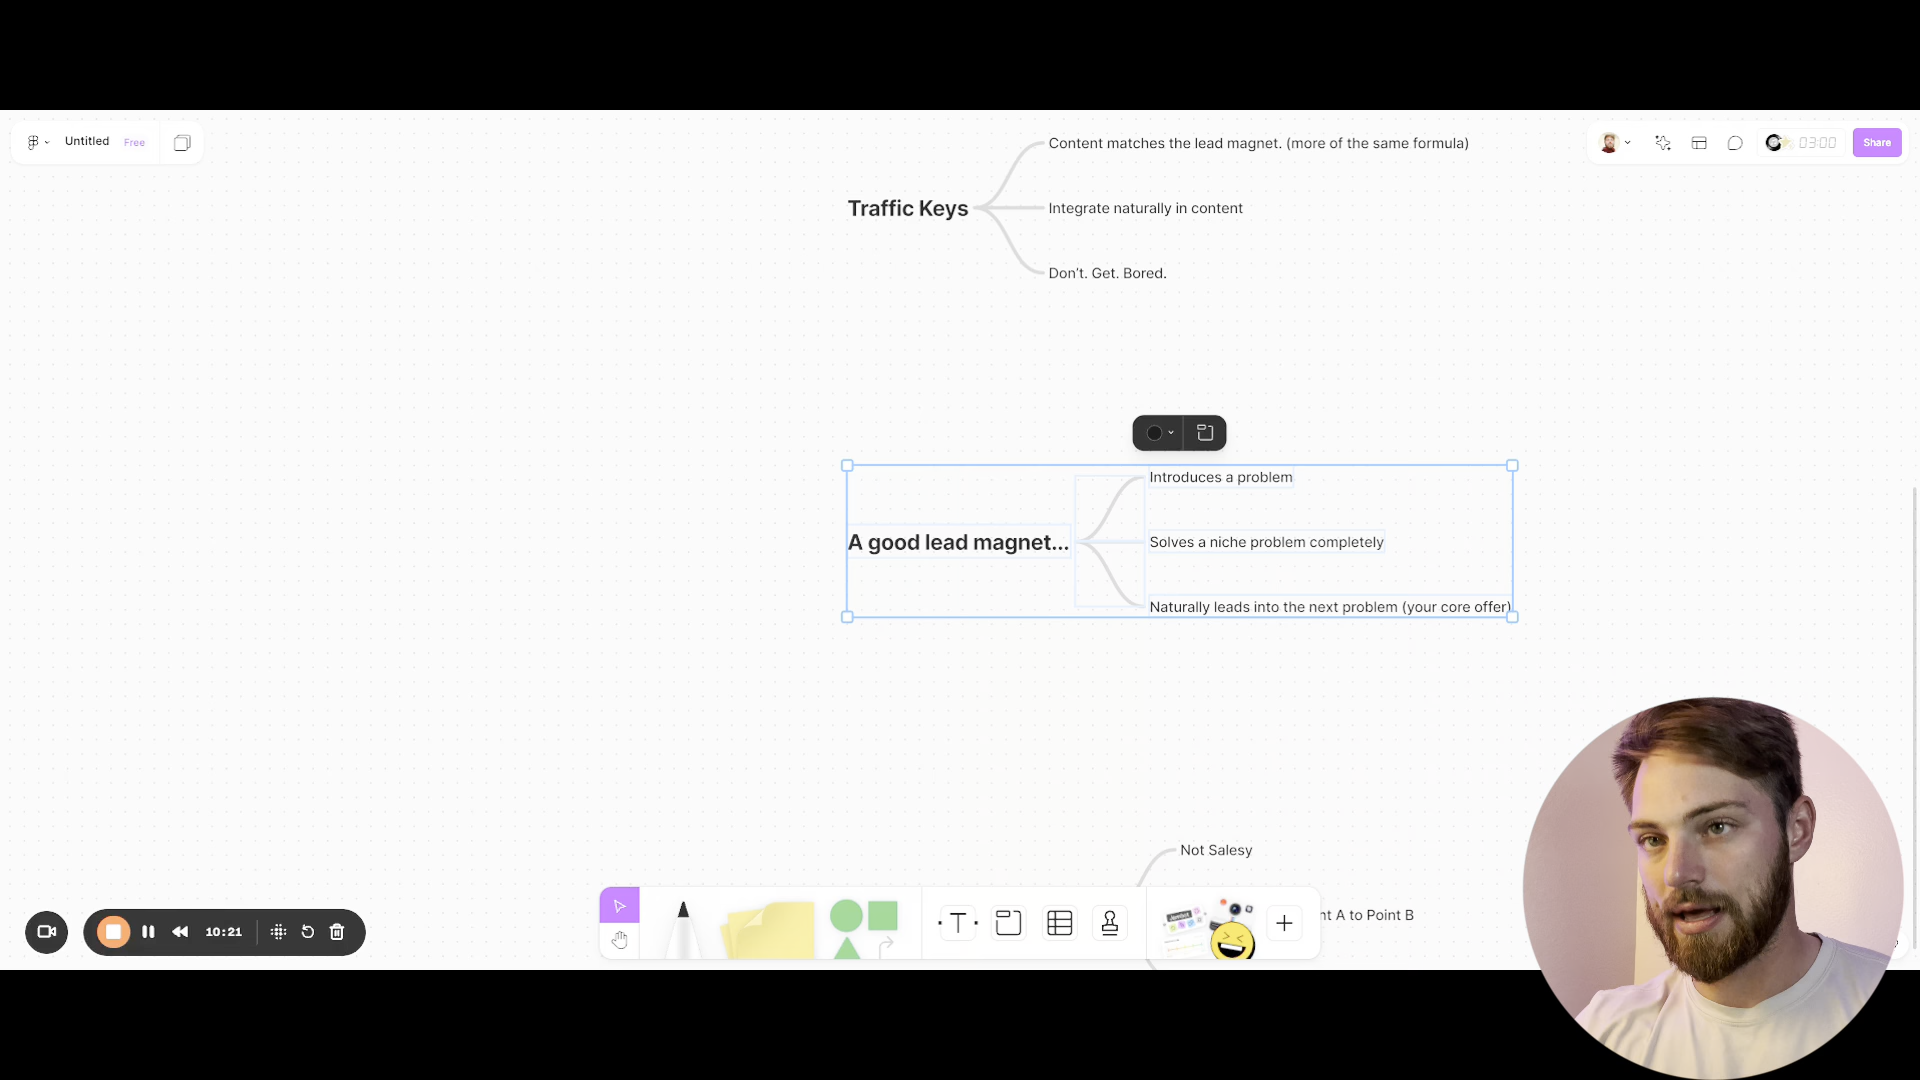 Untitled
Free
03:00
Share
Content matches the lead magnet. (more of the same formula)
Traffic Keys
Integrate naturally in content
Don't. Get. Bored.
Introduces a problem
A good lead magnet...
Solves a niche problem completely
Naturally leads into the next problem (your core offer)
Not Salesy
nt A to Point B
10:21
T